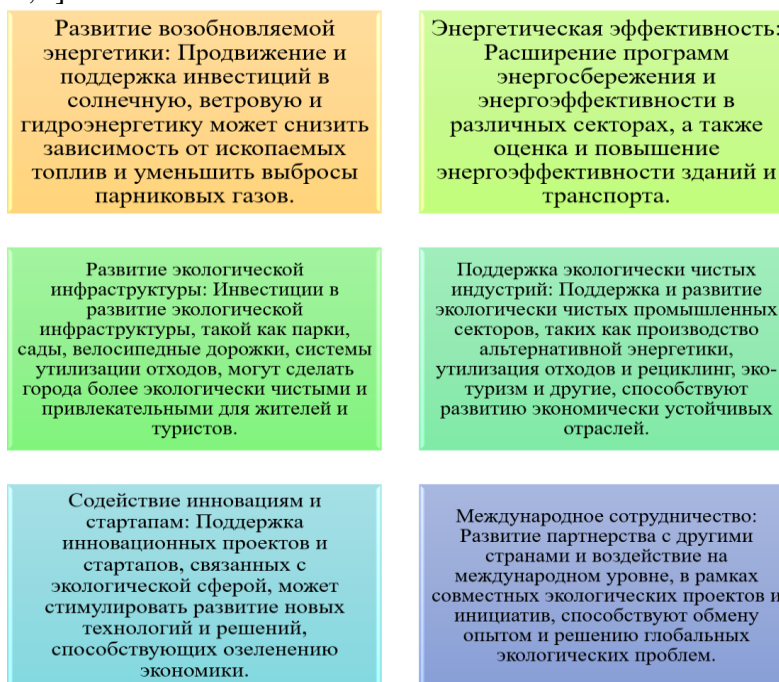 Развитие возобновляемой
энергетики: Продвижение и
поддержка инвестиций в
солнечную, ветровую и
гидроэнергетику может снизить
зависимость от ископаемых
топлив и уменьшить выбросы
парниковых газов.
Энергетическая эффективность:
Расширение программ
энергосбережения и
энергоэффективности в
различных секторах, а также
оценка и повышение
энергоэффективности зданий и
транспорта.
Развитие экологической
инфраструктуры: Инвестиции в
развитие экологической
инфраструктуры, такой как парки,
сады, велосипедные дорожки, системы
утилизации отходов, могут сделать
города более экологически чистыми и
привлекательными для жителей и
туристов.
Поддержка экологически чистых
индустрий: Поддержка и развитие
экологически чистых промышленных
секторов, таких как производство
альтернативной энергетики,
утилизация отходов и рециклинг, эко-
туризм и другие, способствуют
развитию экономически устойчивых
отраслей.
Содействие инновациям и
стартапам: Поддержка
инновационных проектов и
стартапов, связанных с
экологической сферой, может
стимулировать развитие новых
технологий и решений,
способствующих озеленению
экономики.
Международное сотрудничество:
Развитие партнерства с другими
странами и воздействие на
международном уровне, в рамках
совместных экологических проектов и
инициатив, способствуют обмену
опытом и решению глобальных
экологических проблем.